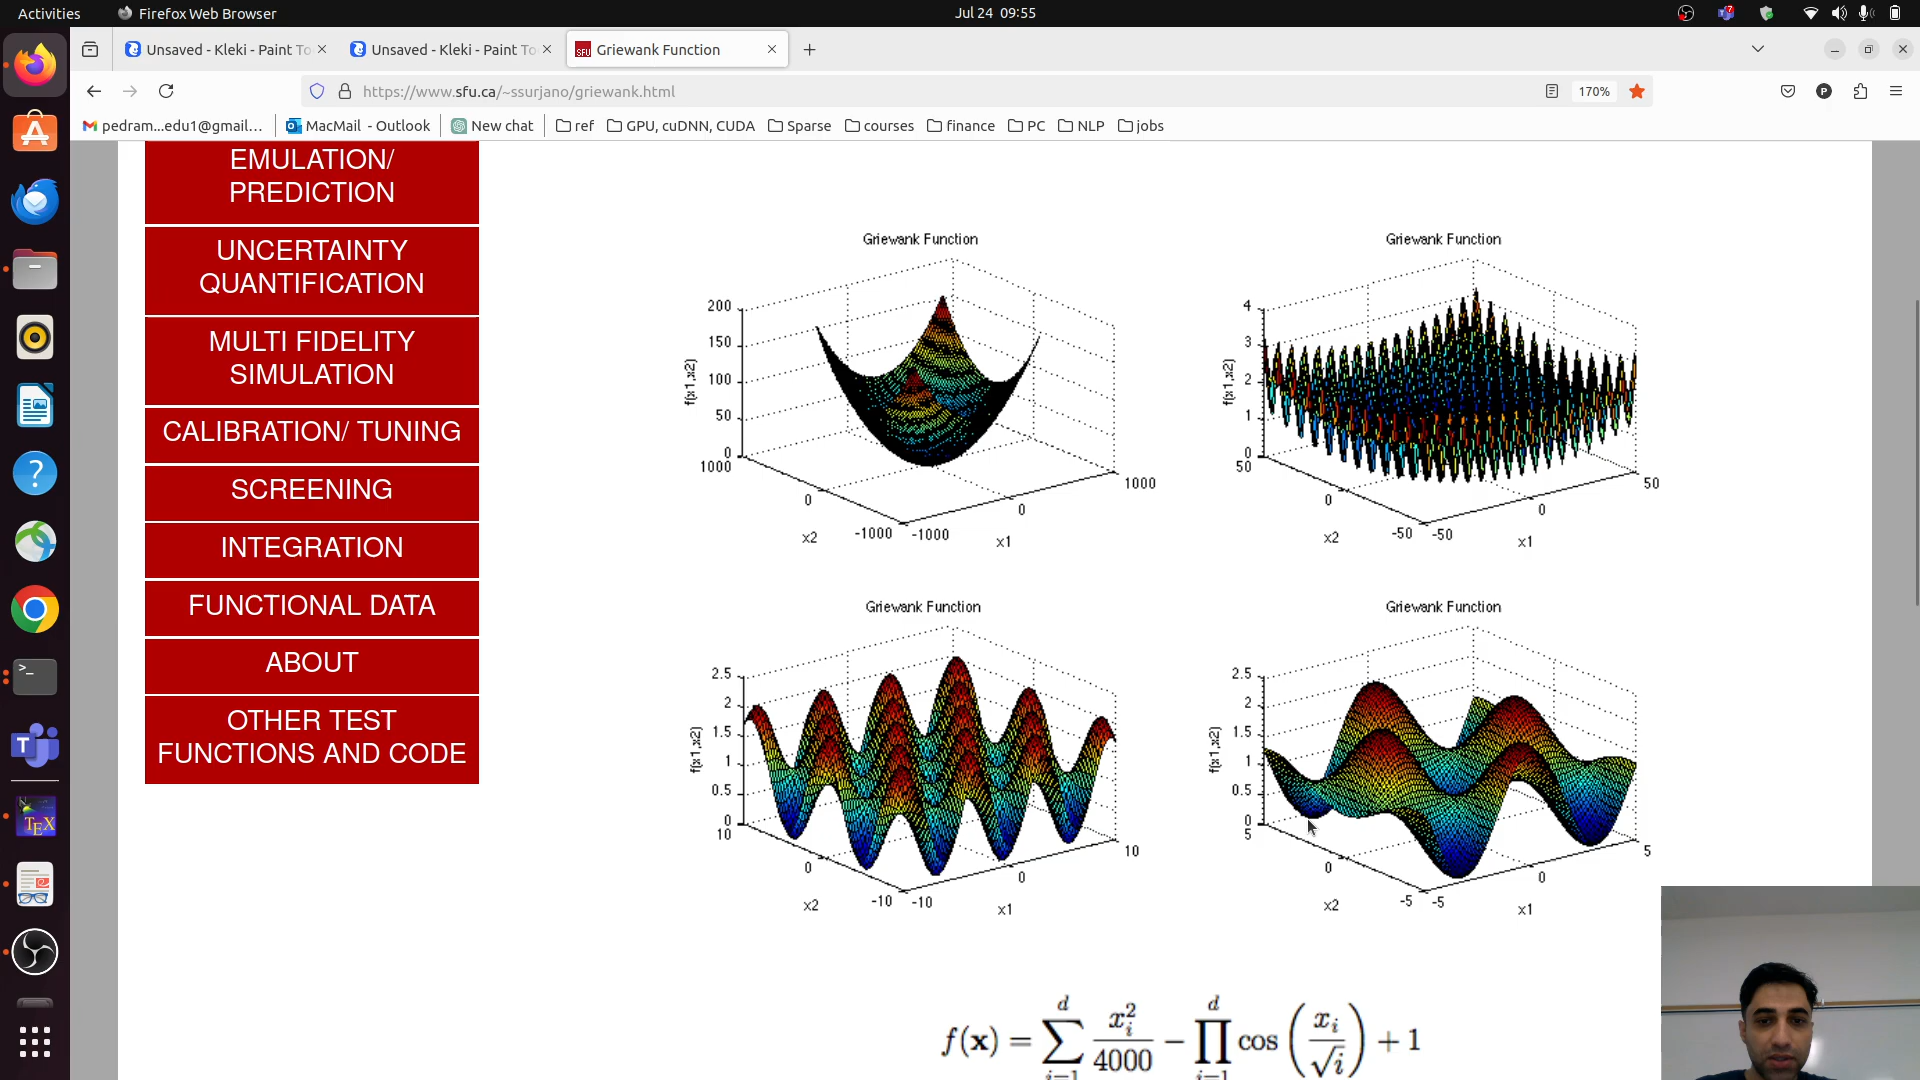 Activities
Firefox Web Browser
Jul 24 09:55
Unsaved - Kleki - Paint To
Unsaved - Kleki - Paint To
Griewank Function
https://www.sfu.ca/~ssurjano/griewank.html
170%
pedram...edu1@gmail...
MacMail - Outlook
New chat
ref
GPU, cuDNN, CUDA
Sparse
courses
finance
PC
NLP
jobs
EMULATION/
PREDICTION
UNCERTAINTY
QUANTIFICATION
MULTI FIDELITY
SIMULATION
CALIBRATION/ TUNING
SCREENING
INTEGRATION
FUNCTIONAL DATA
ABOUT
OTHER TEST
FUNCTIONS AND CODE
Griewank Function
200
150
100
50
0
1000
0
-1000
-1000
0
1000
x2
x1
f(x1,x2)
Griewank Function
4
3
2
1
0
50
0
-50
-50
0
50
x2
x1
f(x1,x2)
Griewank Function
2.5
2
1.5
1
0.5
0
10
0
-10
-10
0
10
x2
x1
f(x1,x2)
Griewank Function
2.5
2
1.5
1
0.5
0
5
0
-5
-5
0
5
x2
x1
f(x1,x2)
f(x) = ∑_{i=1}^{d} x_i^2/4000 − ∏_{i=1}^{d} cos(x_i/√i) + 1